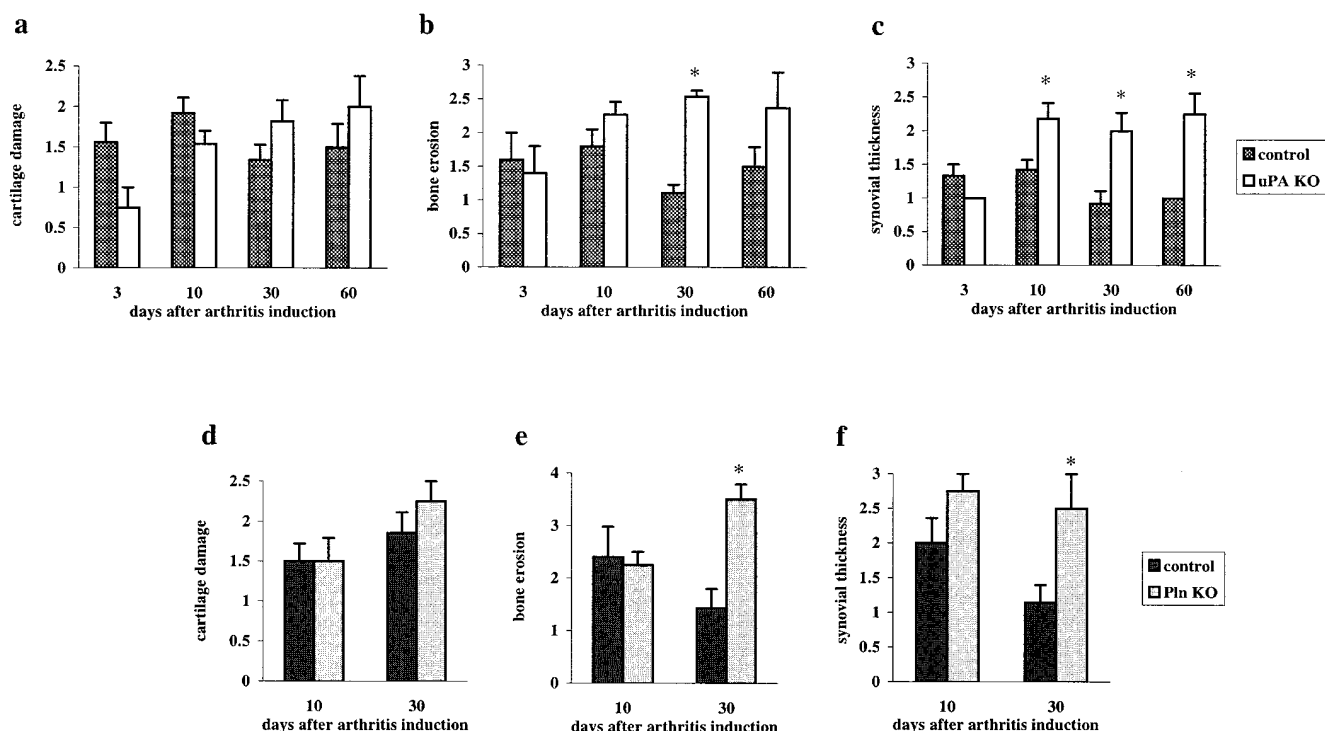 a
cartilage damage
2.5
2
1.5
1
0.5
0
3 10 30 60
days after arthritis induction
b
bone erosion
3
2.5
2
1.5
1
0.5
0
*
3 10 30 60
days after arthritis induction
c
synovial thickness
3
2.5
2
1.5
1
0.5
0
* * *
3 10 30 60
days after arthritis induction
control
uPA KO
d
cartilage damage
2.5
2
1.5
1
0.5
0
10 30
days after arthritis induction
e
bone erosion
4
3
2
1
0
*
10 30
days after arthritis induction
f
synovial thickness
3
2.5
2
1.5
1
0.5
0
*
10 30
days after arthritis induction
control
Pln KO